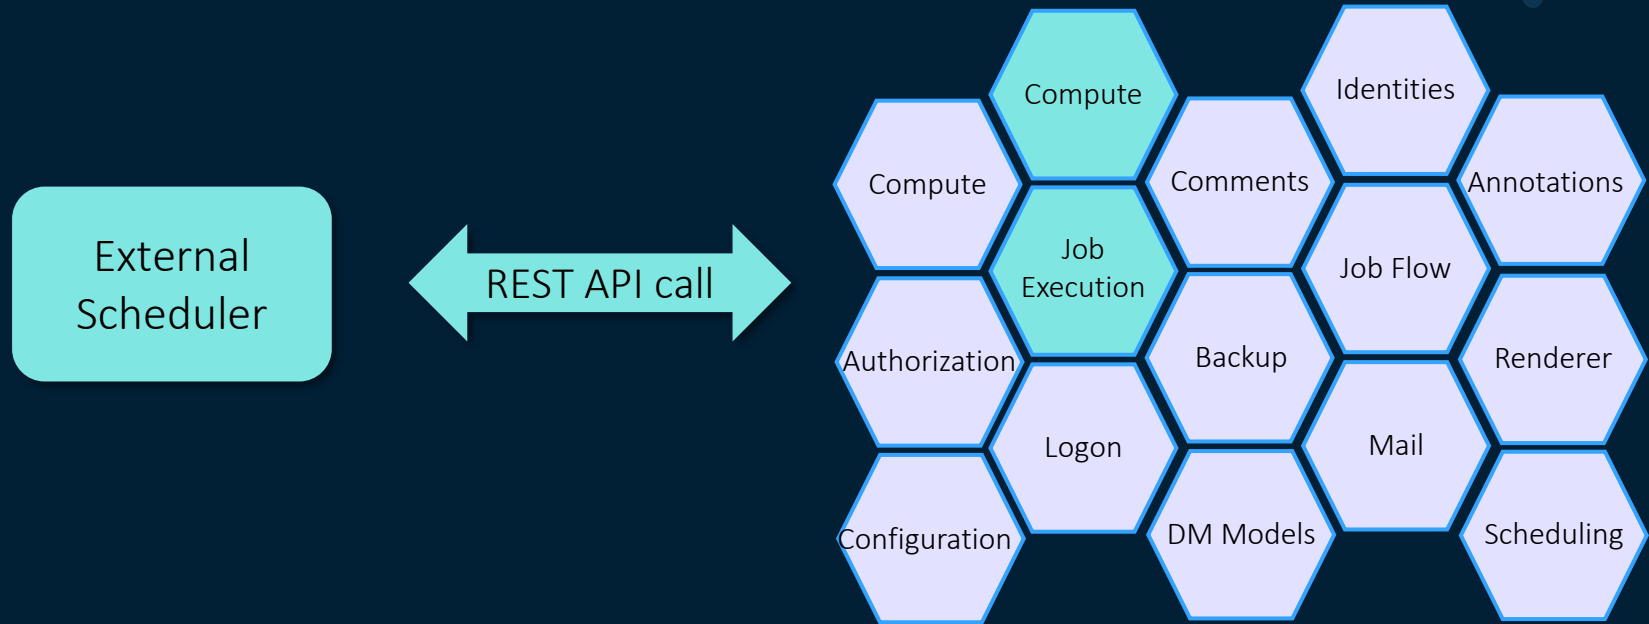 External
Scheduler
REST API call
Compute
Compute
Job
Execution
Authorization
Logon
Configuration
Comments
Backup
DM Models
Identities
Job Flow
Mail
Annotations
Renderer
Scheduling